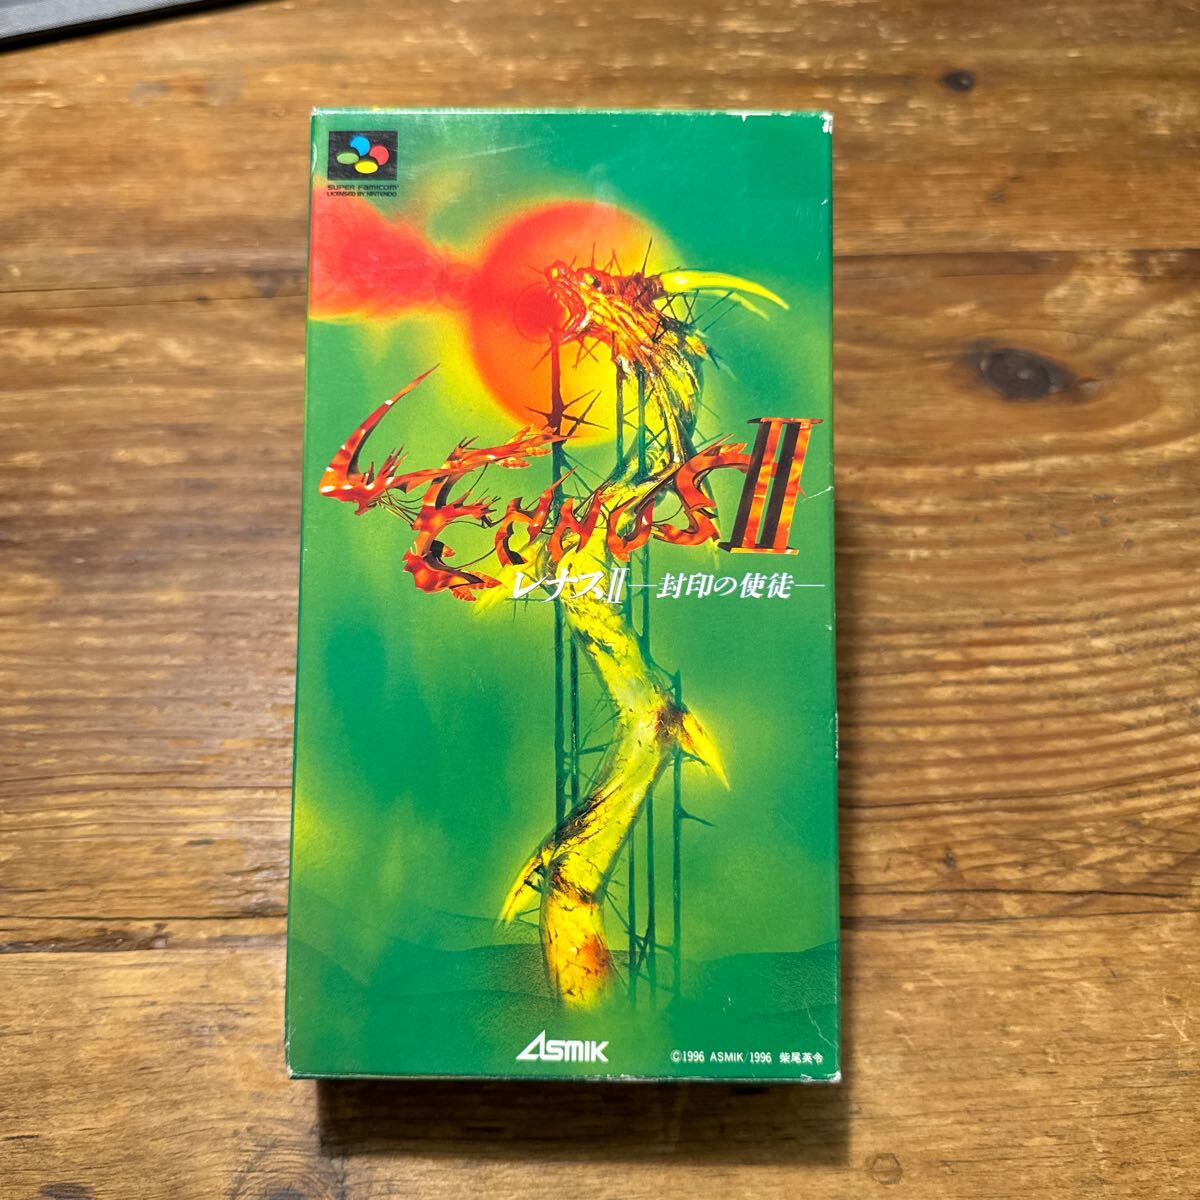 SUPER Famicom
LICENSED BY NINTENDO
LENNUS II
レナスII—封印の使徒—
ASMIK
©1996 ASMIK/1996 柴尾英令